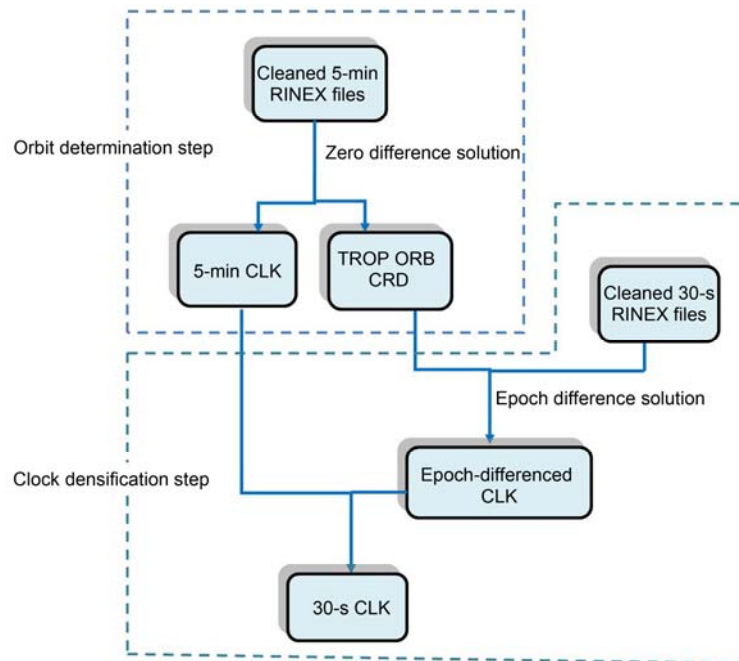 Cleaned 5-min
RINEX files
Orbit determination step
Zero difference solution
5-min CLK
TROP ORB
CRD
Cleaned 30-s
RINEX files
Epoch difference solution
Clock densification step
Epoch-differenced
CLK
30-s CLK